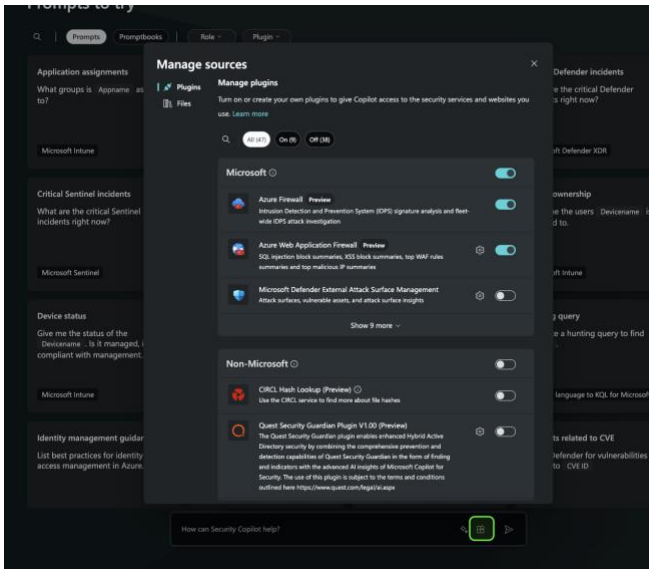 Prompts to try
Prompts
Promptbooks
Role
Plugin
Application assignments
What groups is Appname as
to?
Microsoft Intune
Critical Sentinel incidents
What are the critical Sentinel
incidents right now?
Microsoft Sentinel
Device status
Give me the status of the
Devicename . Is it managed,
compliant with management.
Microsoft Intune
Identity management guidan
List best practices for identity
access management in Azure.
Manage sources
Plugins
Files
Manage plugins
Turn on or create your own plugins to give Copilot access to the security services and websites you
use. Learn more
All (47)
On (9)
Off (38)
Microsoft
Azure Firewall Preview
Intrusion Detection and Prevention System (IDPS) signature analysis and fleet-
wide IDPS attack investigation
Azure Web Application Firewall Preview
SQL injection block summaries, XSS block summaries, top WAF rules
summaries and top malicious IP summaries
Microsoft Defender External Attack Surface Management
Attack surfaces, vulnerable assets, and attack surface insights
Show 9 more
Non-Microsoft
CIRCL Hash Lookup (Preview)
Use the CIRCL service to find more about file hashes
Quest Security Guardian Plugin V1.00 (Preview)
The Quest Security Guardian plugin enables enhanced Hybrid Active
Directory security by combining the comprehensive prevention and
detection capabilities of Quest Security Guardian in the form of finding
and indicators with the advanced AI insights of Microsoft Copilot for
Security. The use of this plugin is subject to the terms and conditions
outlined here https://www.quest.com/legal/ai.aspx
Defender incidents
e the critical Defender
s right now?
ft Defender XDR
ownership
e the users Devicename
d to.
ft Intune
g query
e a hunting query to find
.
language to KQL for Microsof
ts related to CVE
Defender for vulnerabilities
to CVE ID
How can Security Copilot help?